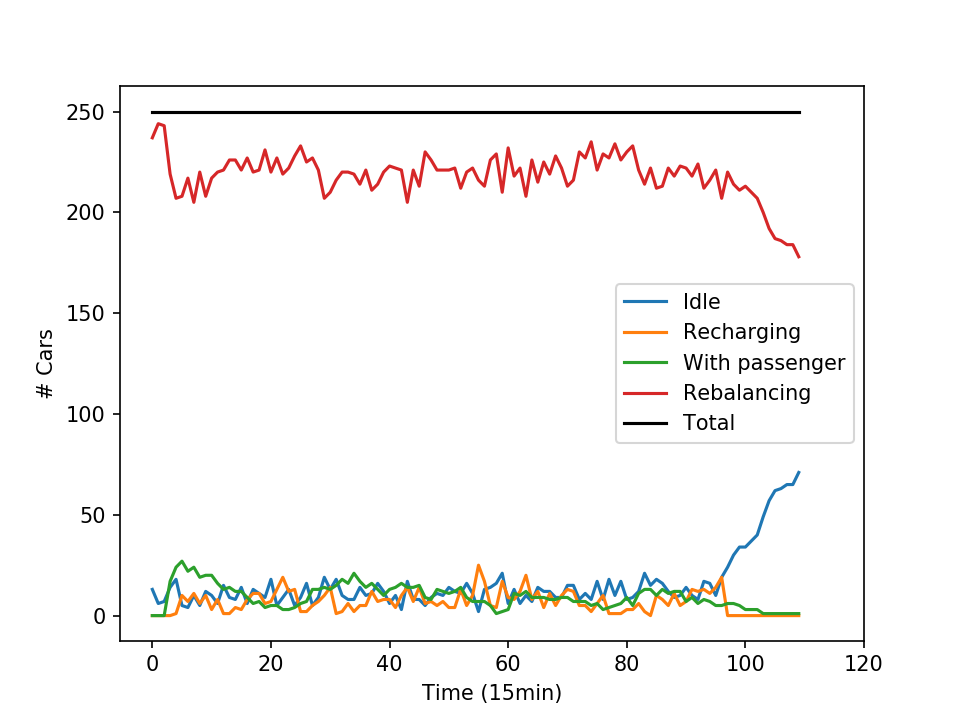 250
200
150
100
50
0
# Cars
Idle
Recharging
With passenger
Rebalancing
Total
0 20 40 60 80 100 120
Time (15min)